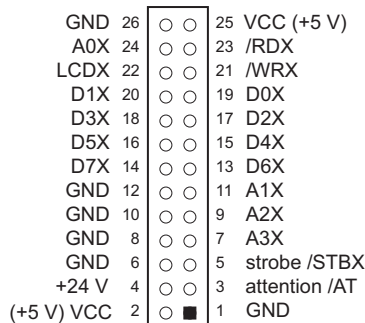 GND 26 25 VCC (+5 V)
A0X 24 23 /RDX
LCDX 22 21 /WRX
D1X 20 19 D0X
D3X 18 17 D2X
D5X 16 15 D4X
D7X 14 13 D6X
GND 12 11 A1X
GND 10 9 A2X
GND 8 7 A3X
GND 6 5 strobe /STBX
+24 V 4 3 attention /AT
(+5 V) VCC 2 1 GND